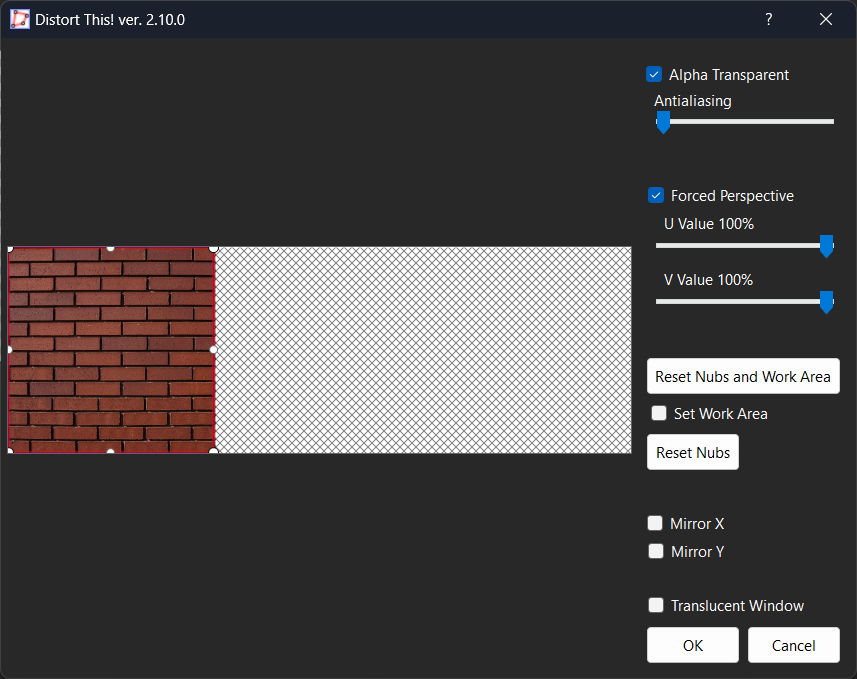 Distort This! ver. 2.10.0
?
Alpha Transparent
Antialiasing
Forced Perspective
U Value 100%
V Value 100%
Reset Nubs and Work Area
Set Work Area
Reset Nubs
Mirror X
Mirror Y
Translucent Window
OK
Cancel